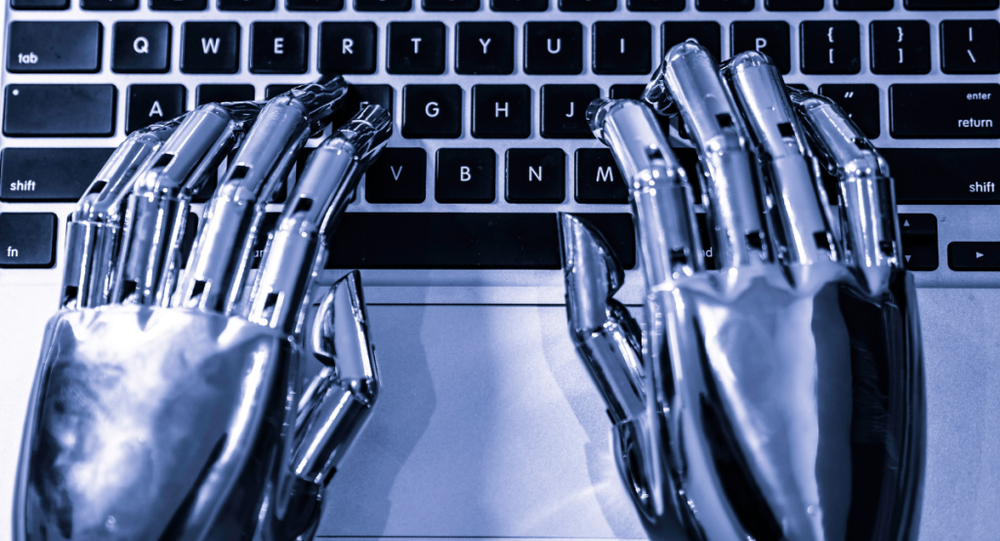 tab Q W E R T Y U I O P { [ } ] | \
A F G H J " enter return
shift V B N M shift
fn